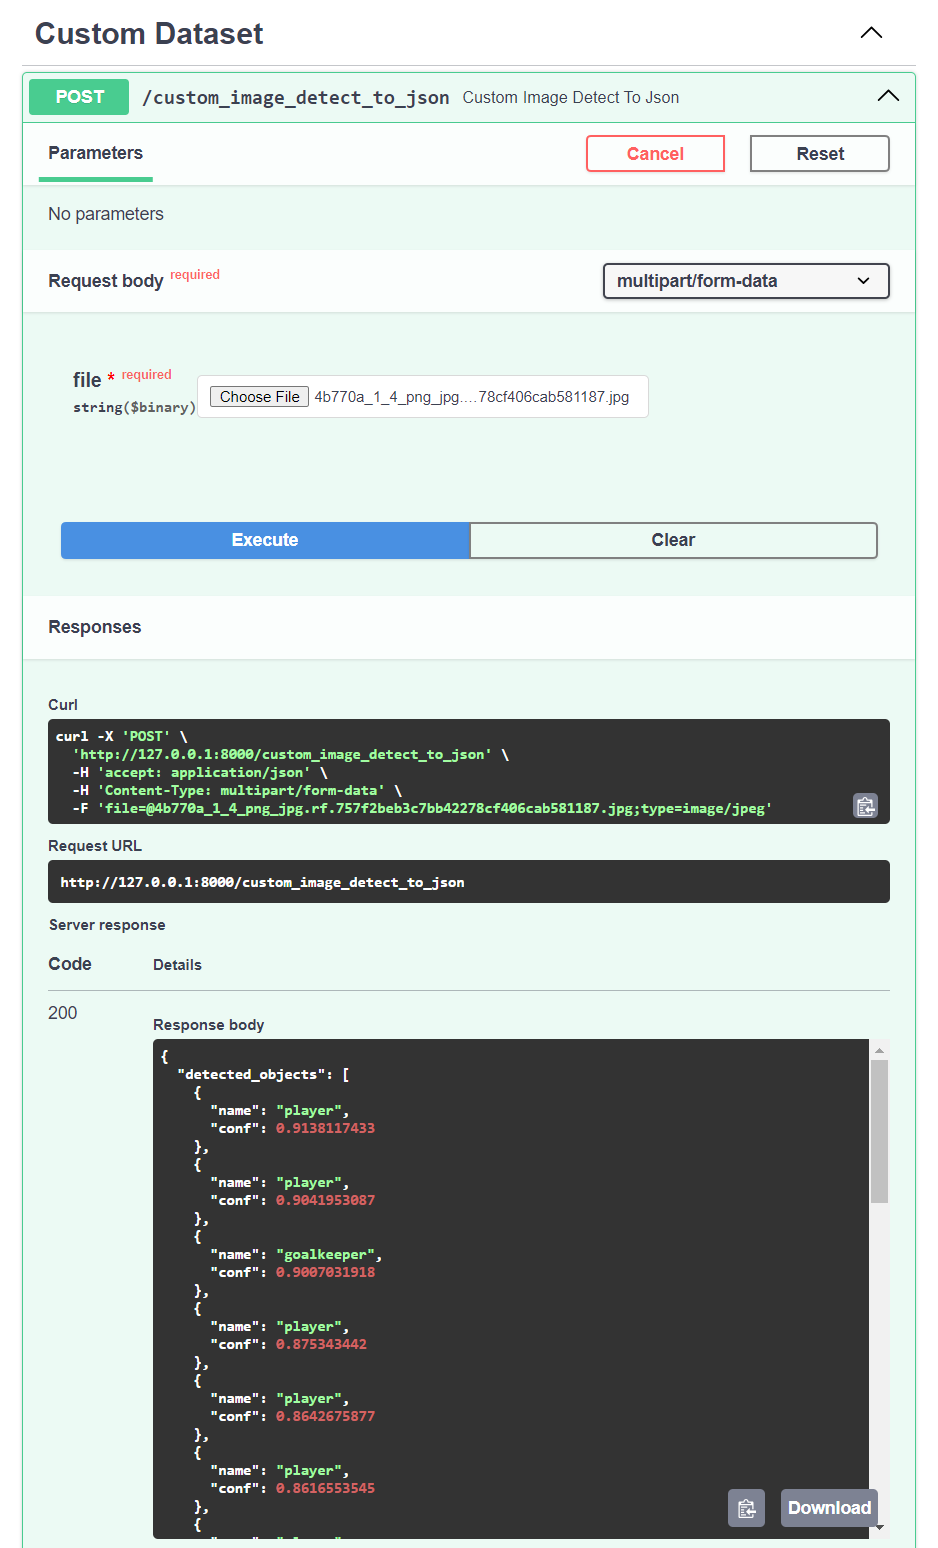 Custom Dataset
POST /custom_image_detect_to_json Custom Image Detect To Json
Parameters Cancel Reset
No parameters
Request body required multipart/form-data
file * required
string($binary) Choose File 4b770a_1_4_png_jpg.…78cf406cab581187.jpg
Execute Clear
Responses
Curl
curl -X 'POST' \
'http://127.0.0.1:8000/custom_image_detect_to_json' \
-H 'accept: application/json' \
-H 'Content-Type: multipart/form-data' \
-F 'file=@4b770a_1_4_png_jpg.rf.757f2beb3c7bb42278cf406cab581187.jpg;type=image/jpeg'
Request URL
http://127.0.0.1:8000/custom_image_detect_to_json
Server response
Code Details
200
Response body
{
"detected_objects": [
{
"name": "player",
"conf": 0.9138117433
},
{
"name": "player",
"conf": 0.9041953087
},
{
"name": "goalkeeper",
"conf": 0.9007031918
},
{
"name": "player",
"conf": 0.875343442
},
{
"name": "player",
"conf": 0.8642675877
},
{
"name": "player",
"conf": 0.8616553545
},
{
Download